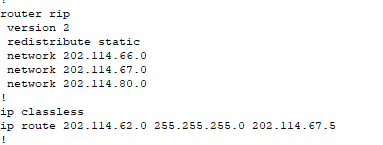 !
router rip
version 2
redistribute static
network 202.114.66.0
network 202.114.67.0
network 202.114.80.0
!
ip classless
ip route 202.114.62.0 255.255.255.0 202.114.67.5
!